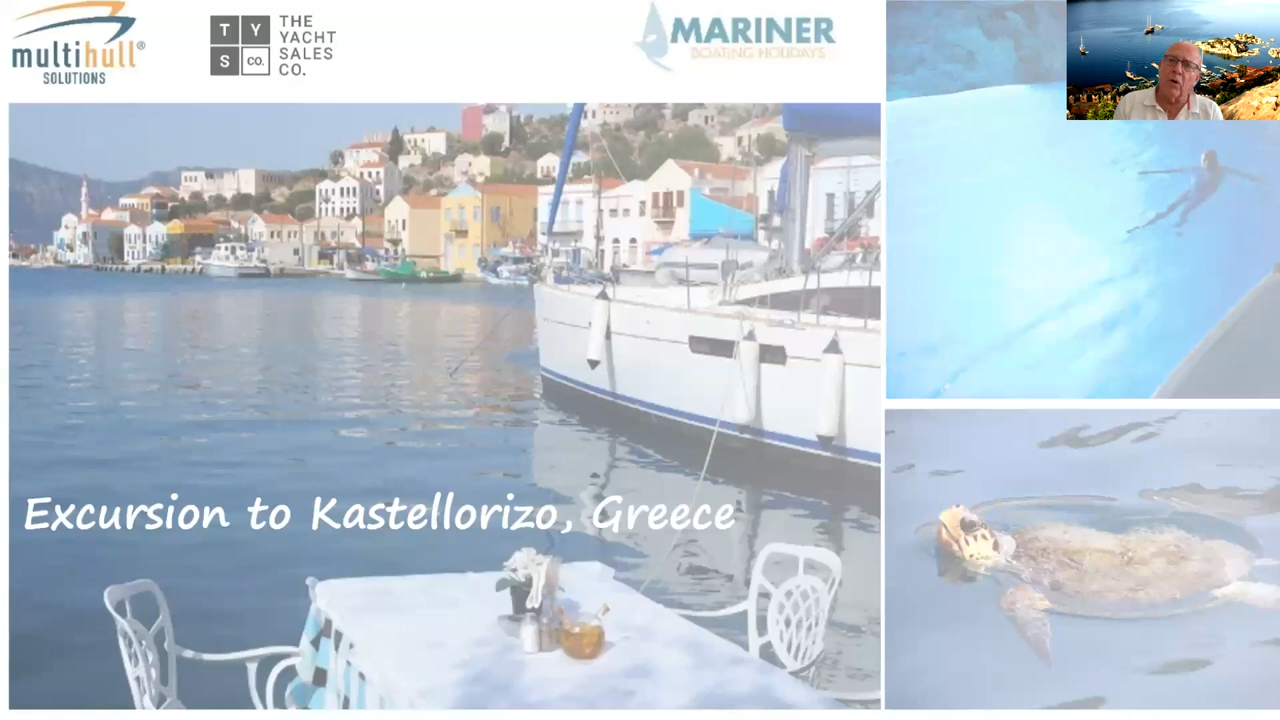 multihull®
SOLUTIONS
T Y
S CO.
THE
YACHT
SALES
CO.
MARINER
BOATING HOLIDAYS
Excursion to Kastellorizo, Greece